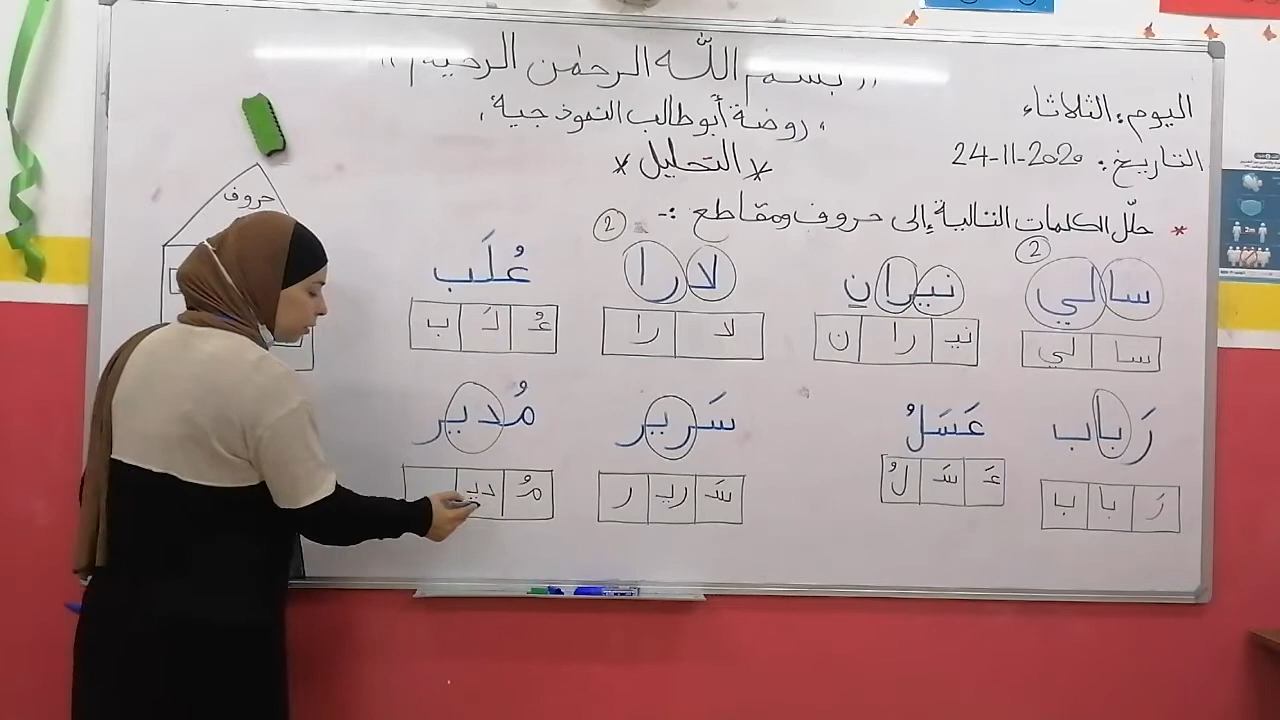 ,, بسم الله الرحمٰن الرحيم ,,
اليوم: الثلاثاء
، روضة أبو طالب النموذجية ،
التاريخ: 2020-11-24
* التحليل *
* حلّل الكلمات التالية إلى حروف ومقاطع :-
حروف
2 2
سالي نيرانِ لارا عُلَب
سا لي نيـ را ن لا را عُـ لَـ ب
رَباب عَسَلُ سَرير مُدير
رَ با ب عَـ سَـ لُ سَـ ريـ ر مُـ ديـ
2m